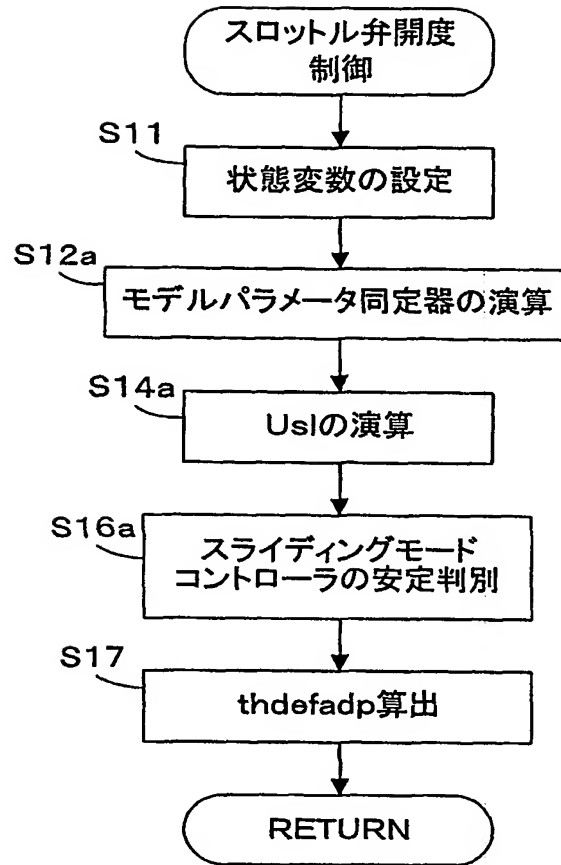 スロットル弁開度
制御
S11
状態変数の設定
S12a
モデルパラメータ同定器の演算
S14a
Uslの演算
S16a
スライディングモード
コントローラの安定判別
S17
thdefadp算出
RETURN